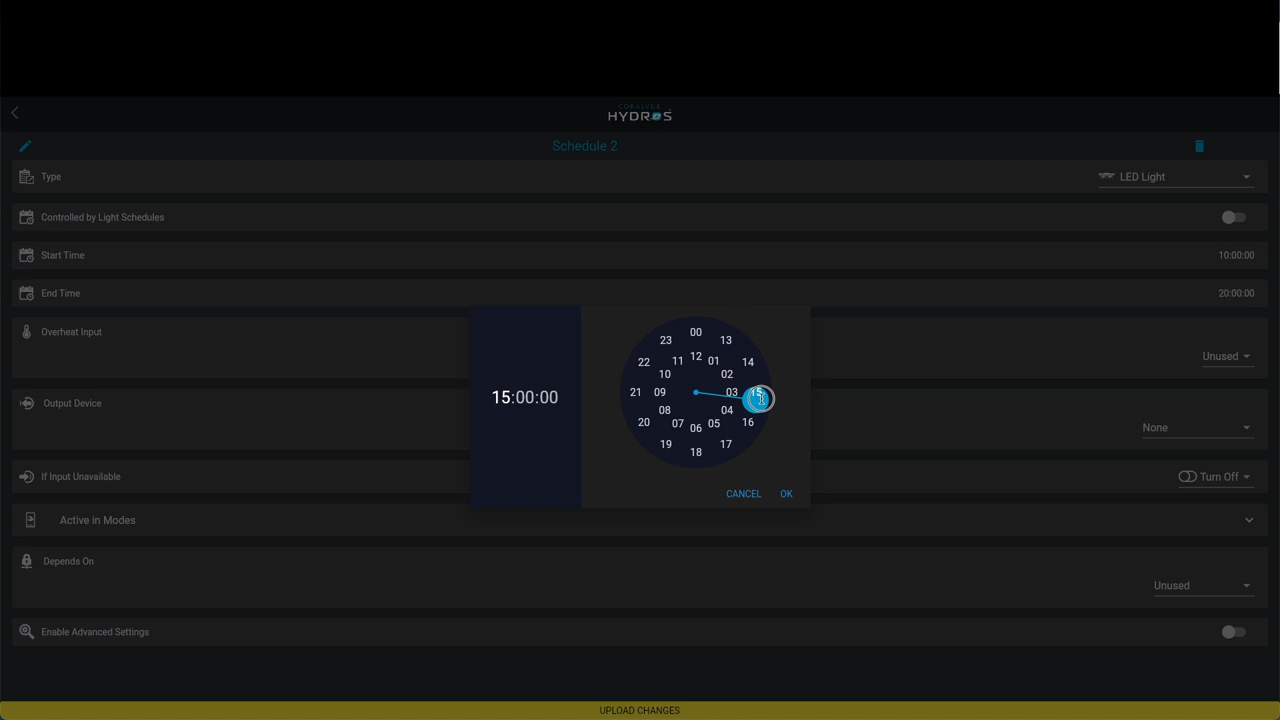 CORALVUE
HYDROS
Schedule 2
Type
LED Light
Controlled by Light Schedules
Start Time
10:00:00
End Time
20:00:00
Overheat Input
Unused
Output Device
None
If Input Unavailable
Turn Off
Active in Modes
Depends On
Unused
Enable Advanced Settings
15:00:00
00
23
13
12
11
01
22
14
10
02
21
09
03
15
08
04
20
07
05
16
06
19
17
18
CANCEL
OK
UPLOAD CHANGES